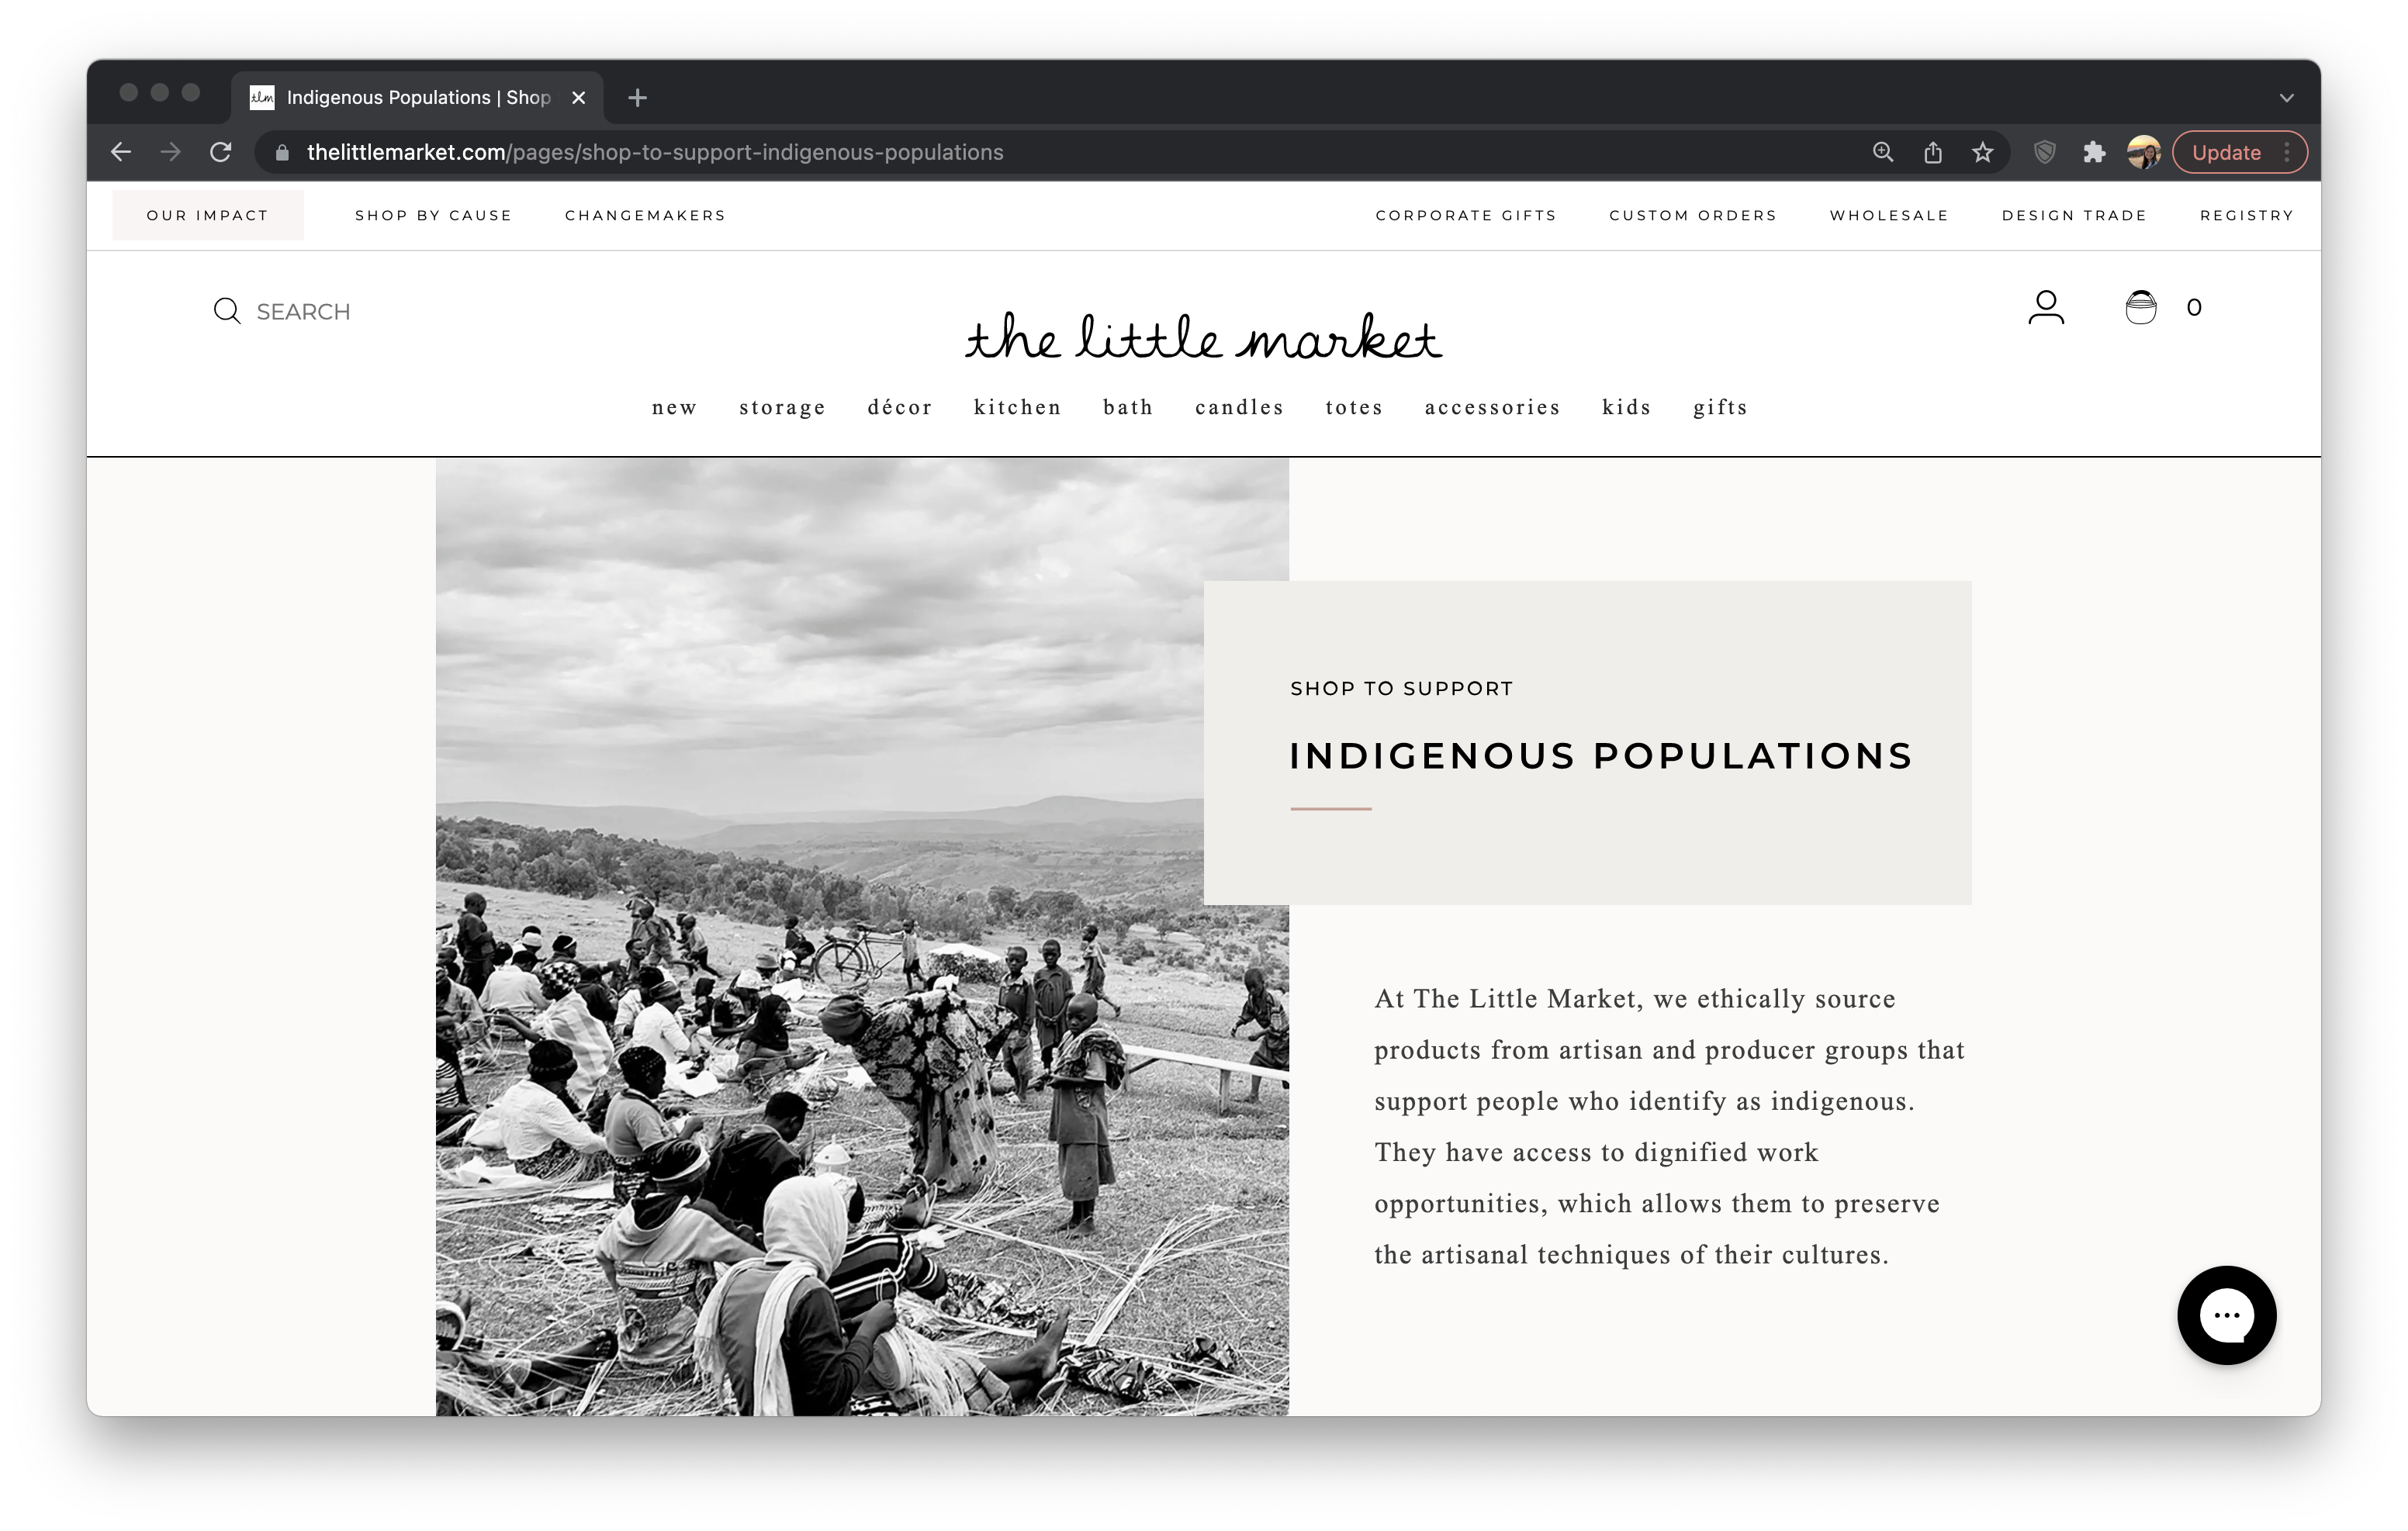 tlm Indigenous Populations | Shop
thelittlemarket.com/pages/shop-to-support-indigenous-populations
Update
OUR IMPACT SHOP BY CAUSE CHANGEMAKERS CORPORATE GIFTS CUSTOM ORDERS WHOLESALE DESIGN TRADE REGISTRY
SEARCH
the little market
0
new storage décor kitchen bath candles totes accessories kids gifts
SHOP TO SUPPORT
INDIGENOUS POPULATIONS
At The Little Market, we ethically source
products from artisan and producer groups that
support people who identify as indigenous.
They have access to dignified work
opportunities, which allows them to preserve
the artisanal techniques of their cultures.